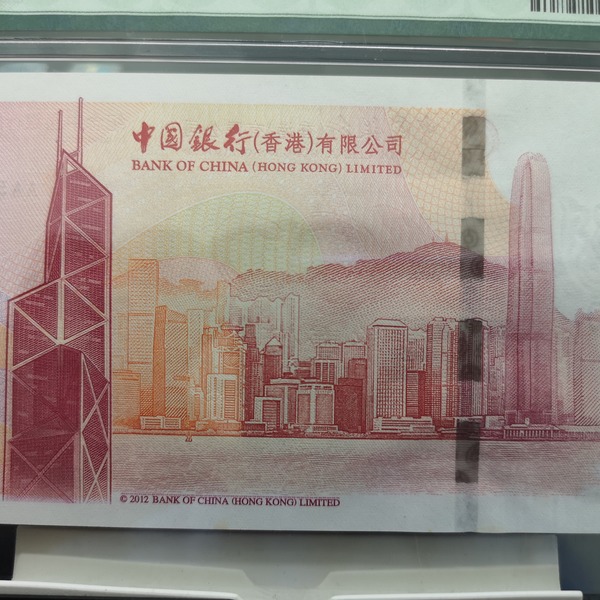 中國銀行(香港)有限公司
BANK OF CHINA (HONG KONG) LIMITED
© 2012 BANK OF CHINA (HONG KONG) LIMITED